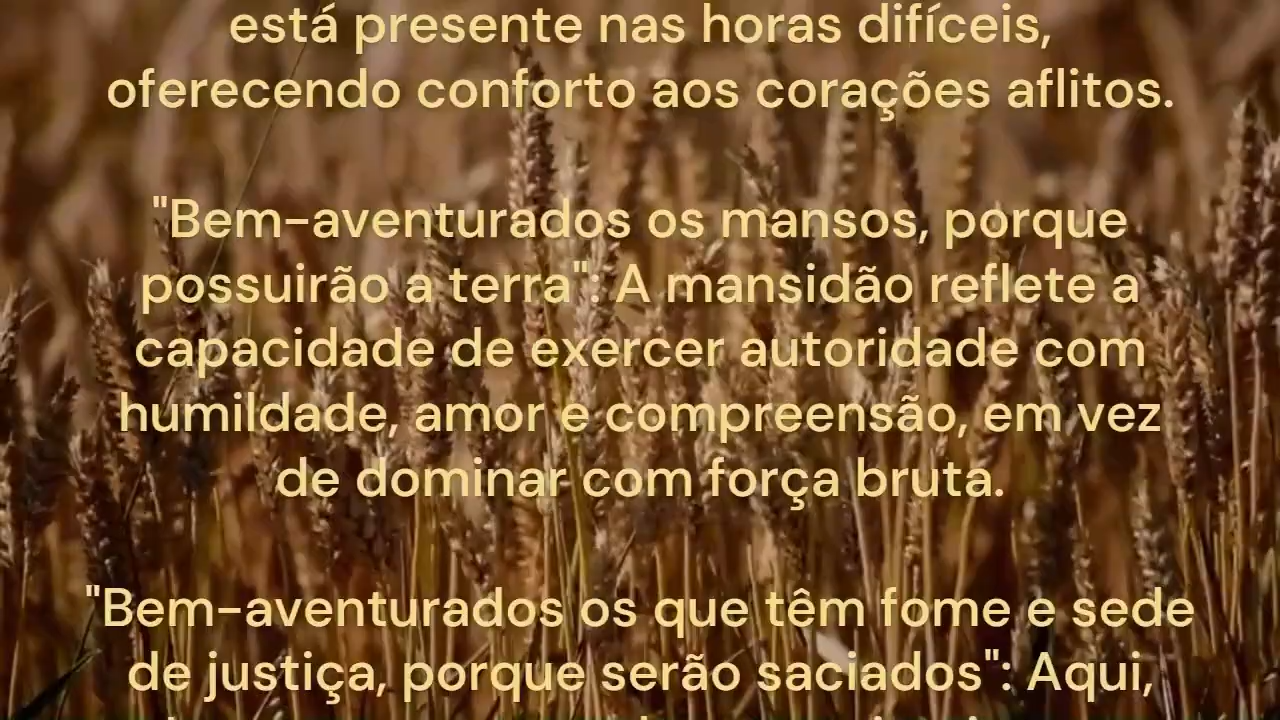 está presente nas horas difíceis,
oferecendo conforto aos corações aflitos.
"Bem-aventurados os mansos, porque
possuirão a terra": A mansidão reflete a
capacidade de exercer autoridade com
humildade, amor e compreensão, em vez
de dominar com força bruta.
"Bem-aventurados os que têm fome e sede
de justiça, porque serão saciados": Aqui,